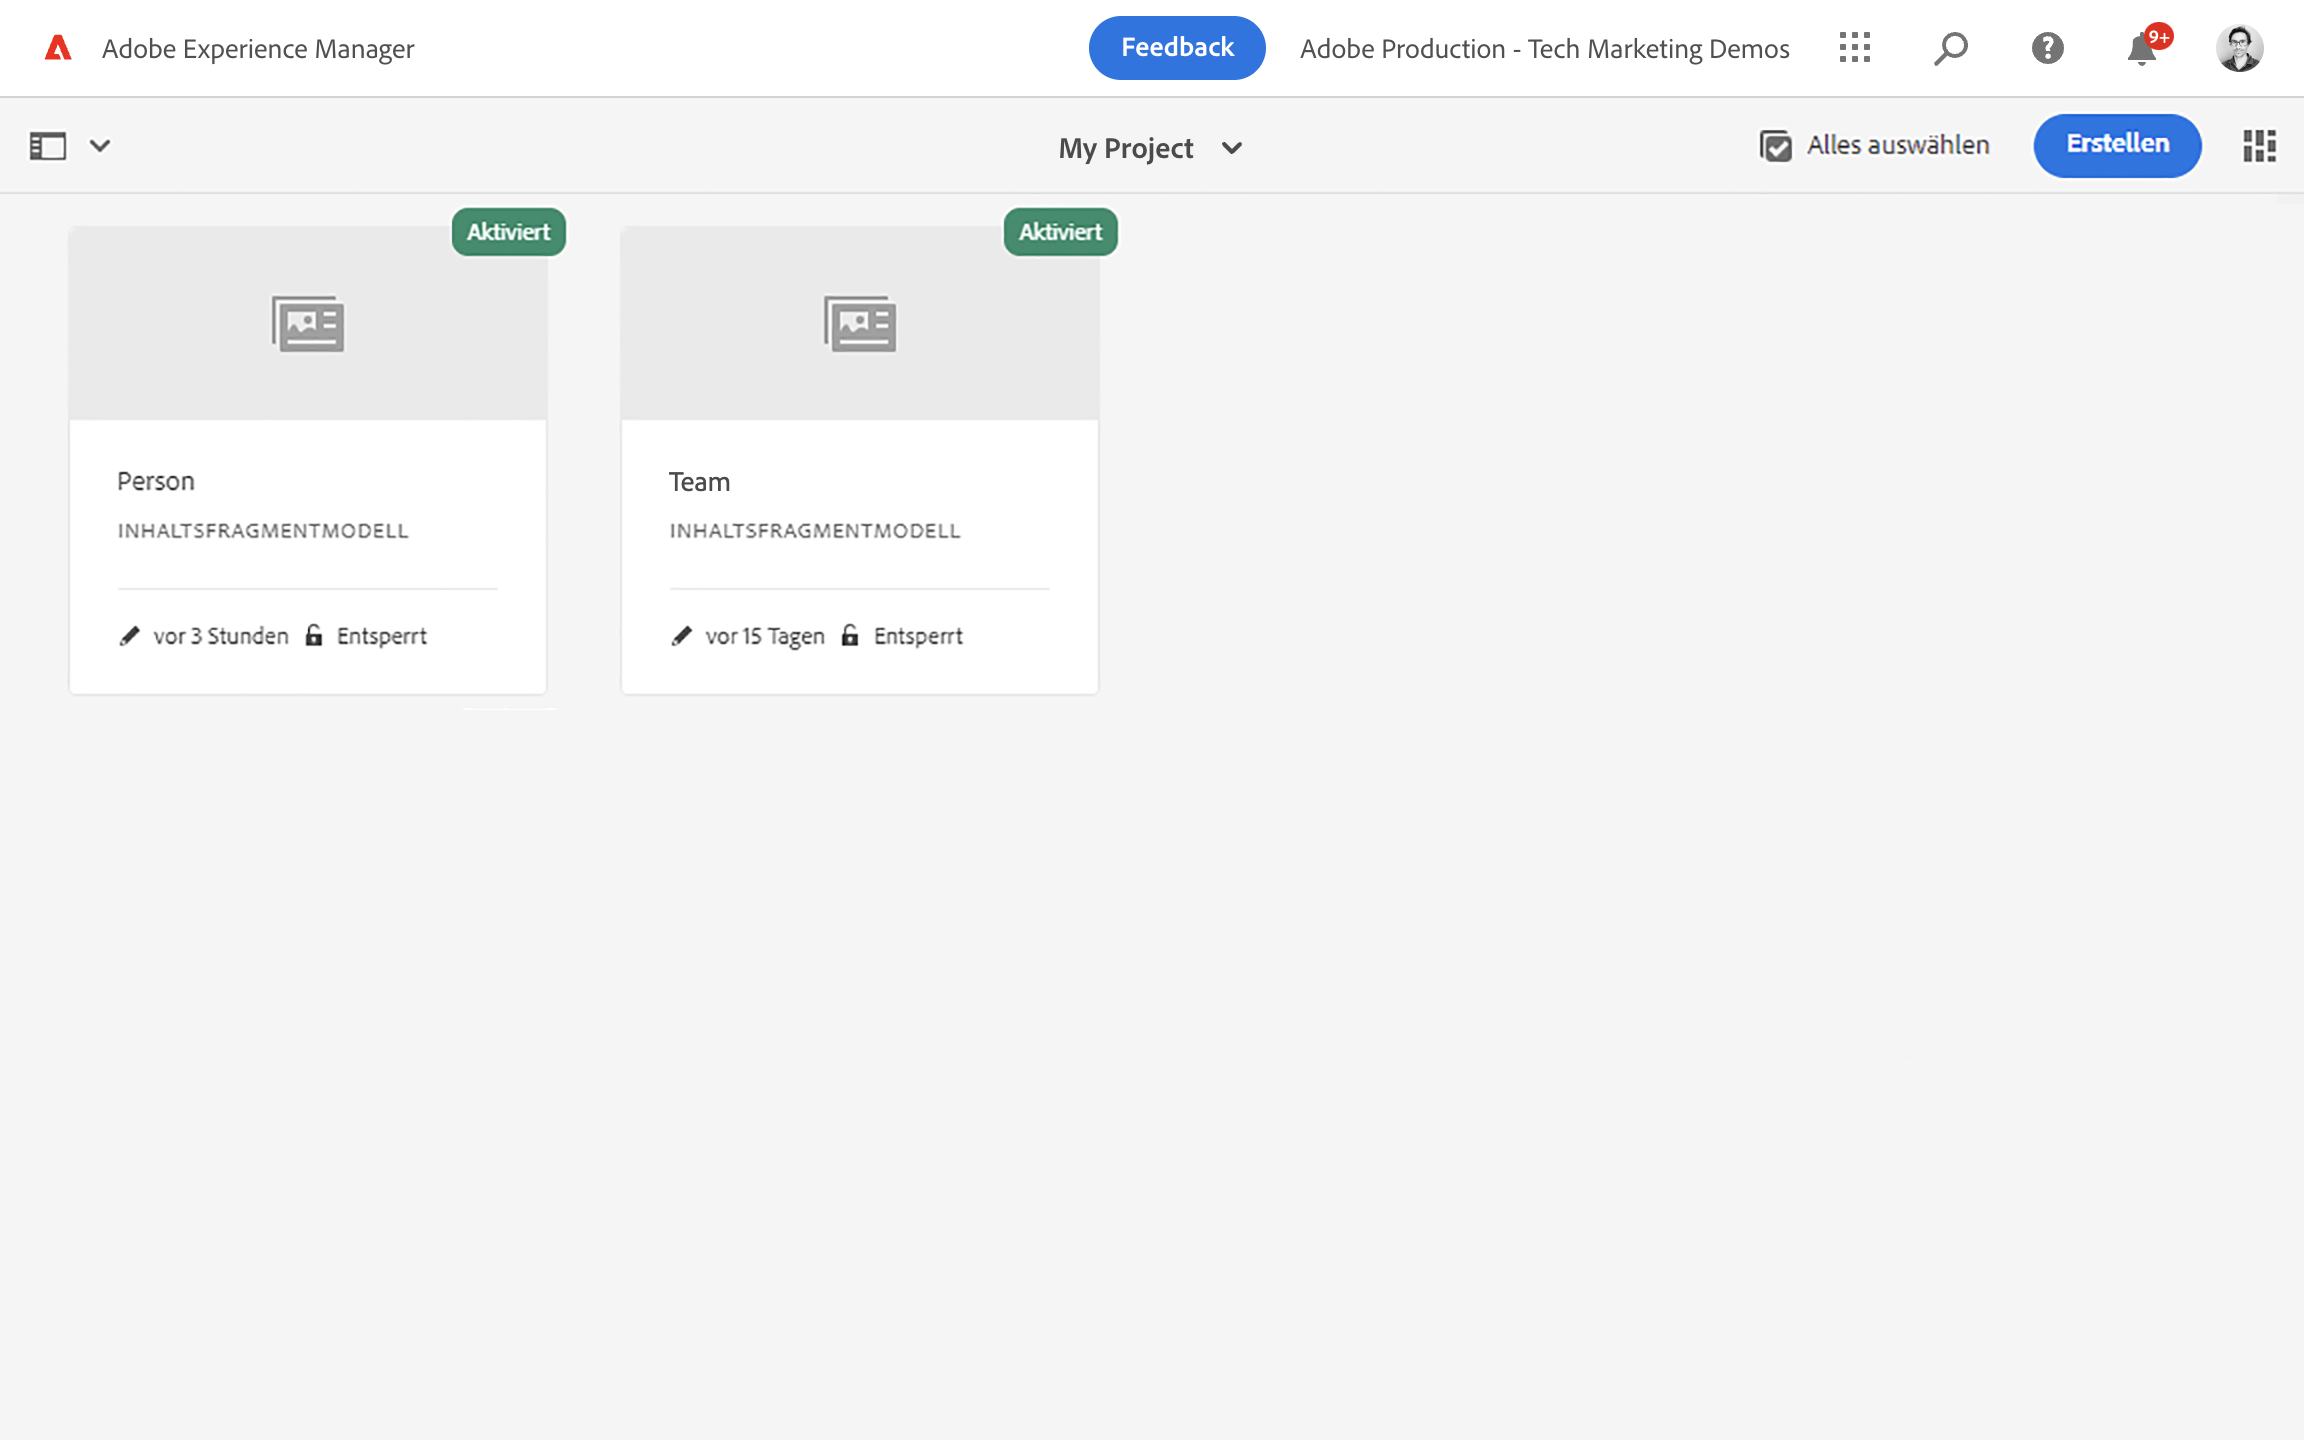 Adobe Experience Manager
Feedback
Adobe Production - Tech Marketing Demos
9+
My Project
Alles auswählen
Erstellen
Aktiviert
Person
INHALTSFRAGMENTMODELL
vor 3 Stunden Entsperrt
Aktiviert
Team
INHALTSFRAGMENTMODELL
vor 15 Tagen Entsperrt